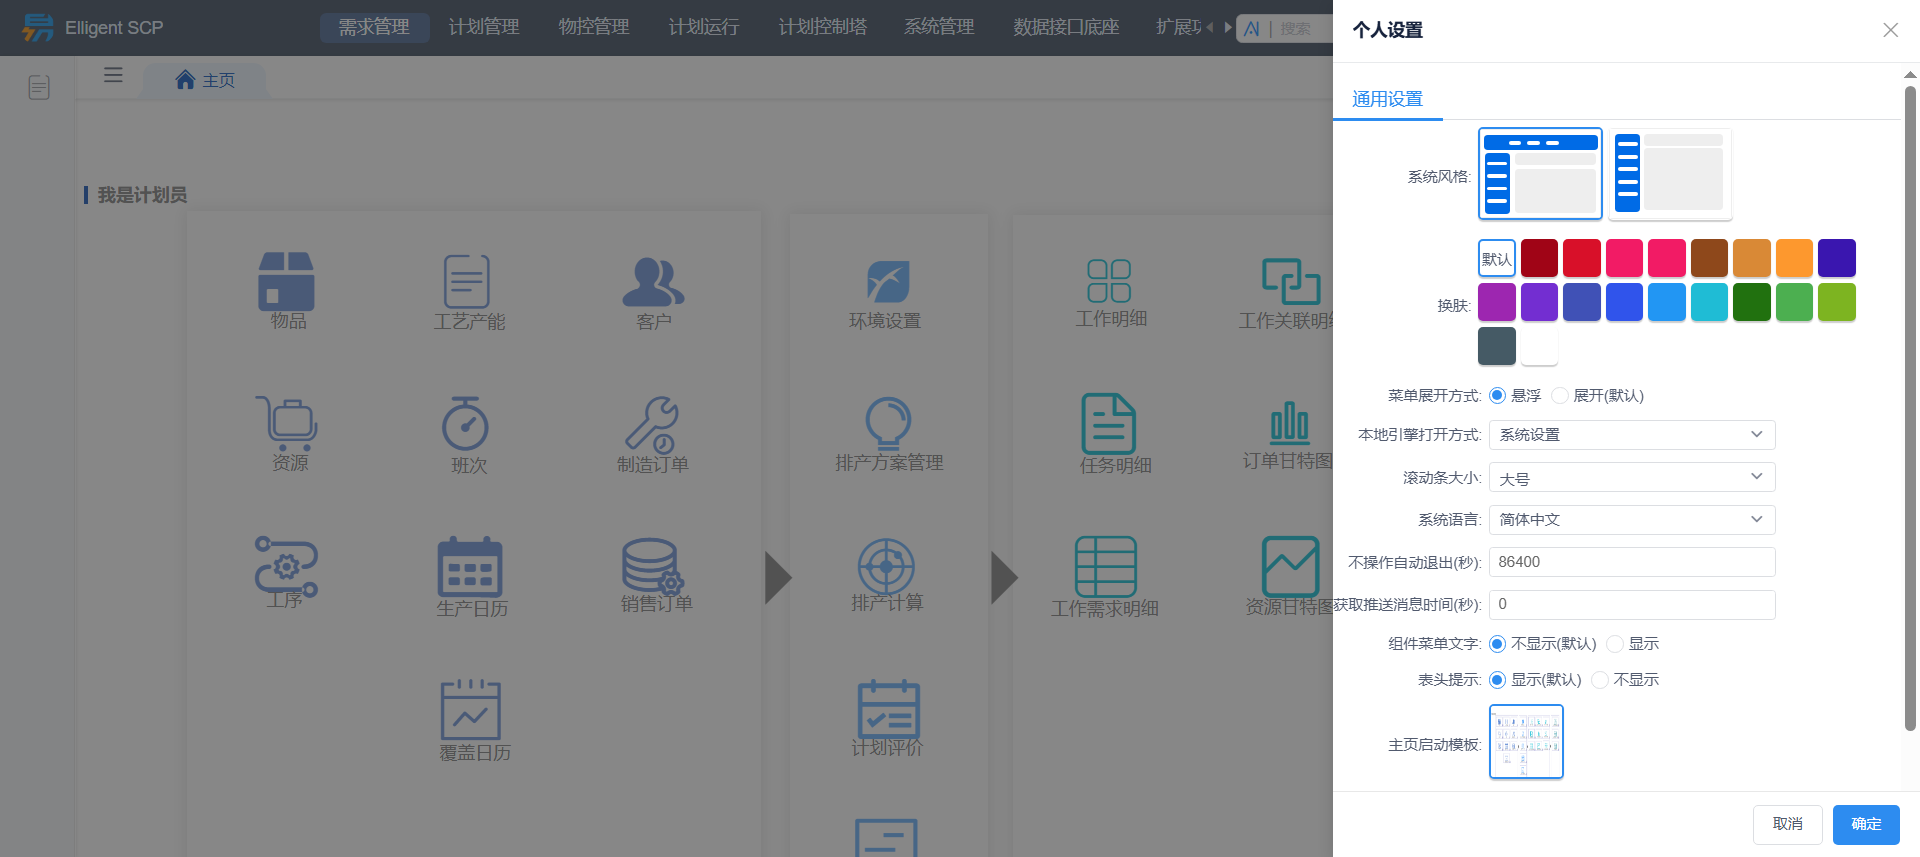 Elligent SCP
需求管理
计划管理
物控管理
计划运行
计划控制塔
系统管理
数据接口底座
扩展功
AI | 搜索
主页
我是计划员
物品
工艺产能
客户
环境设置
工作明细
工作关联明细
资源
班次
制造订单
排产方案管理
任务明细
订单甘特图
工序
生产日历
销售订单
排产计算
工作需求明细
资源甘特图
覆盖日历
计划评价
个人设置
通用设置
系统风格:
换肤:
默认
菜单展开方式:
悬浮
展开(默认)
本地引擎打开方式:
系统设置
滚动条大小:
大号
系统语言:
简体中文
不操作自动退出(秒):
86400
获取推送消息时间(秒):
0
组件菜单文字:
不显示(默认)
显示
表头提示:
显示(默认)
不显示
主页启动模板:
取消
确定